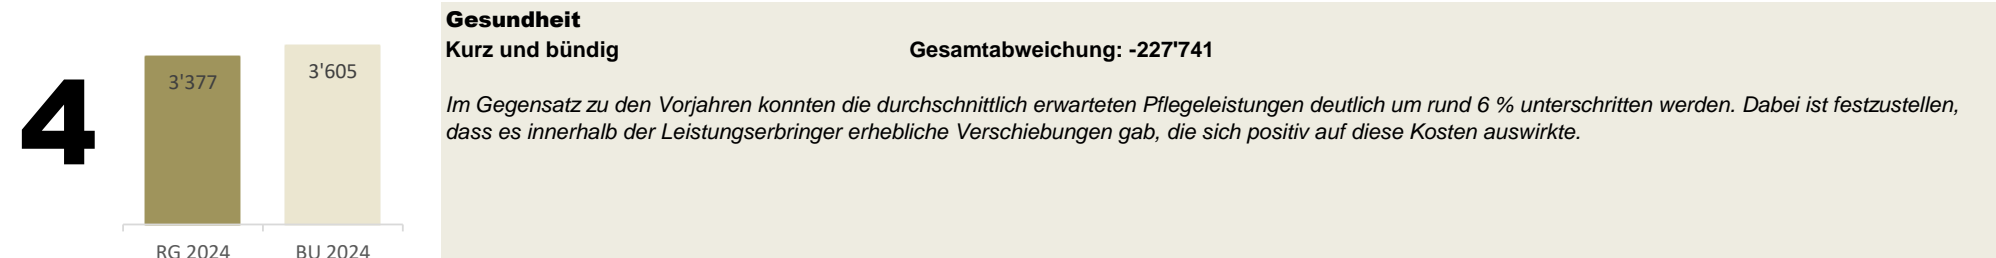 4
3'377
3'605
RG 2024
BU 2024
Gesundheit
Kurz und bündig Gesamtabweichung: -227'741
Im Gegensatz zu den Vorjahren konnten die durchschnittlich erwarteten Pflegeleistungen deutlich um rund 6 % unterschritten werden. Dabei ist festzustellen,
dass es innerhalb der Leistungserbringer erhebliche Verschiebungen gab, die sich positiv auf diese Kosten auswirkte.